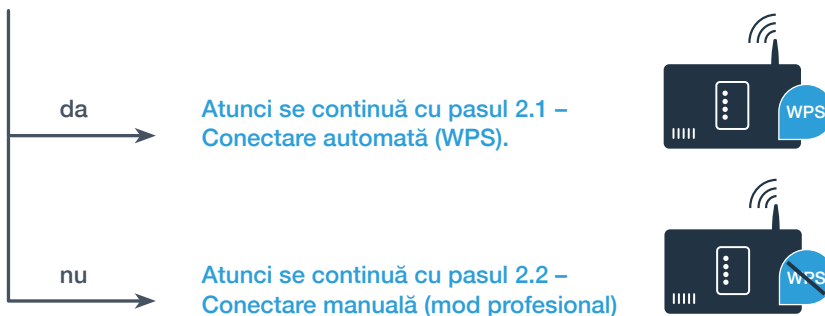 da
Atunci se continuă cu pasul 2.1 –
Conectare automată (WPS).
WPS
nu
Atunci se continuă cu pasul 2.2 –
Conectare manuală (mod profesional)
WPS